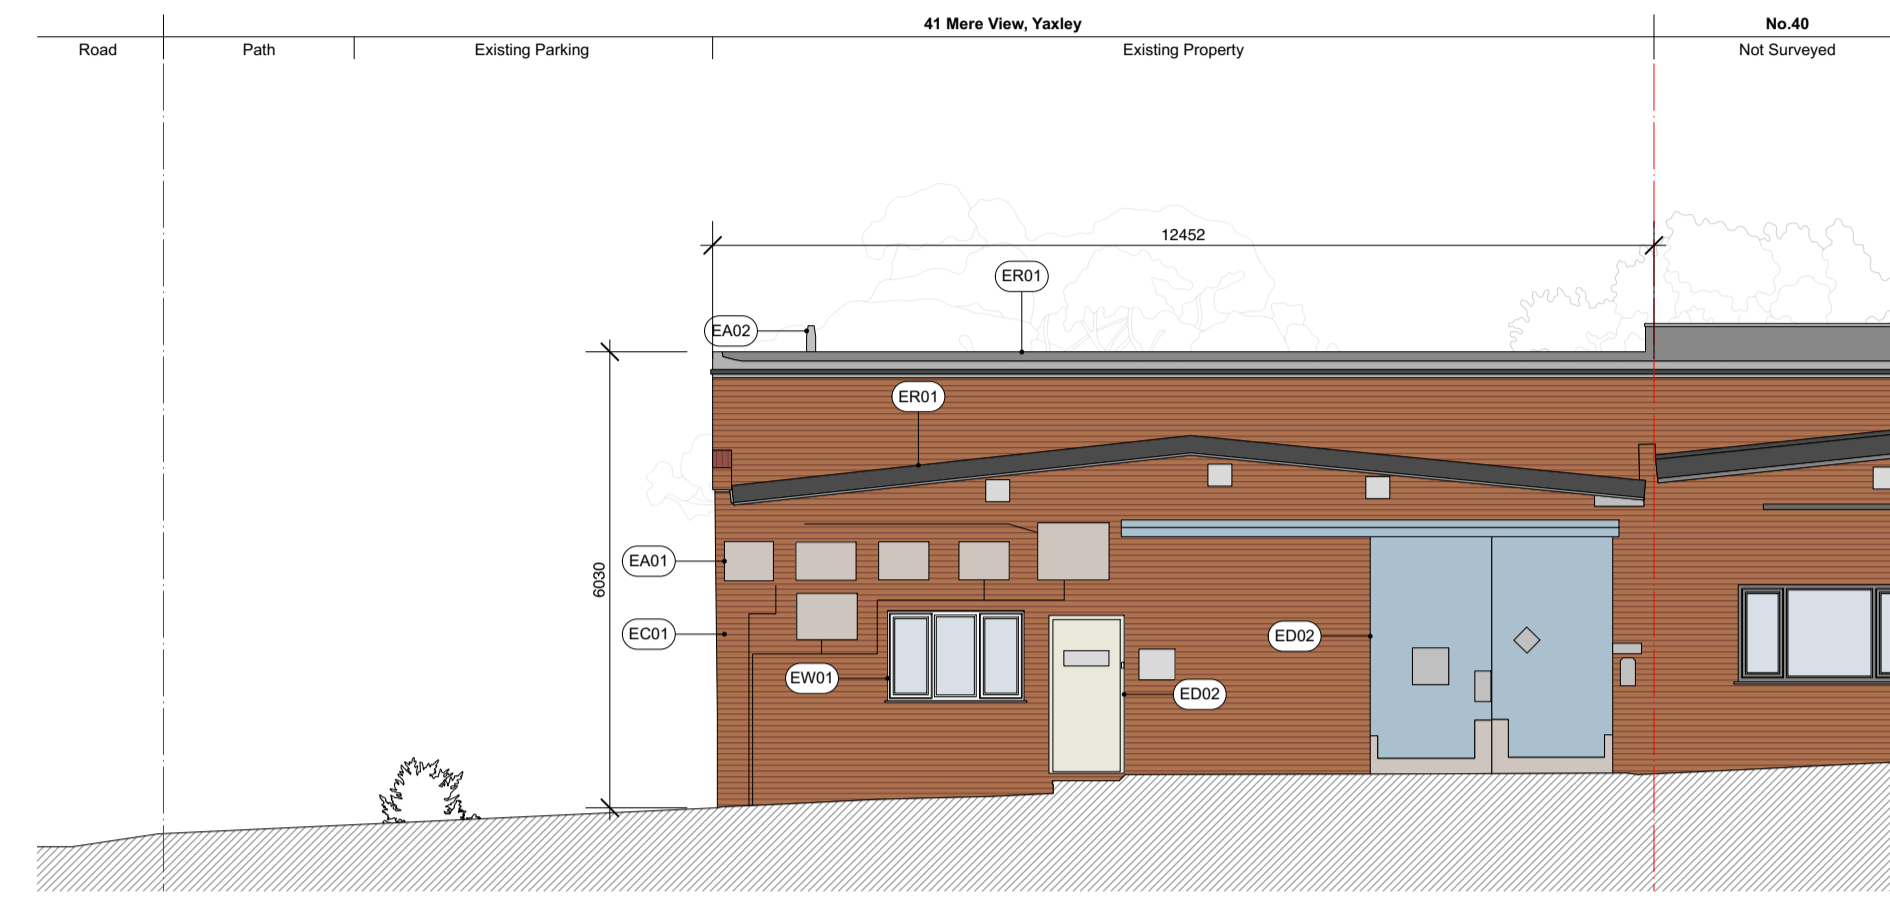 41 Mere View, Yaxley
No.40
Road
Path
Existing Parking
Existing Property
Not Surveyed
12452
ER01
EA02
ER01
6030
EA01
EC01
EW01
ED02
ED02